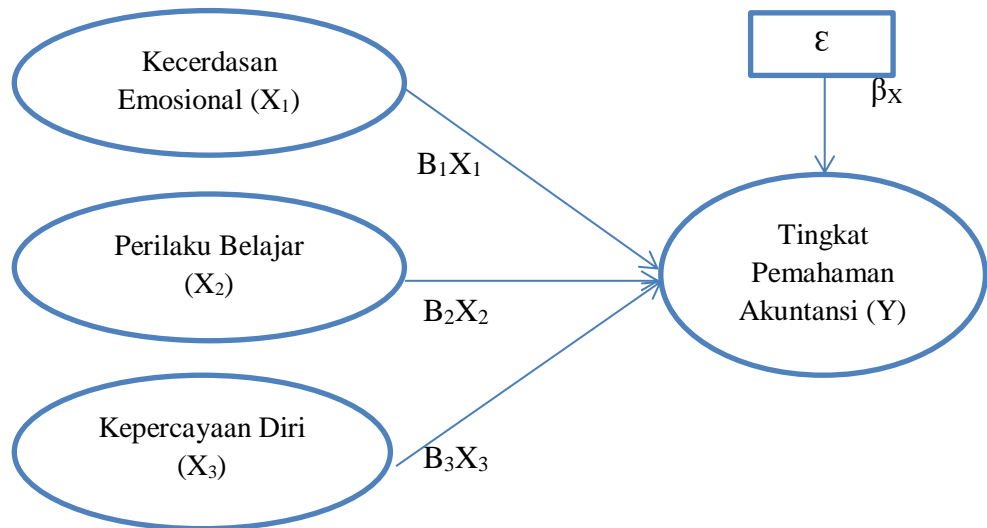 Kecerdasan
Emosional (X₁)
B₁X₁
Perilaku Belajar
(X₂)
B₂X₂
Kepercayaan Diri
(X₃)
B₃X₃
ε
βₓ
Tingkat
Pemahaman
Akuntansi (Y)